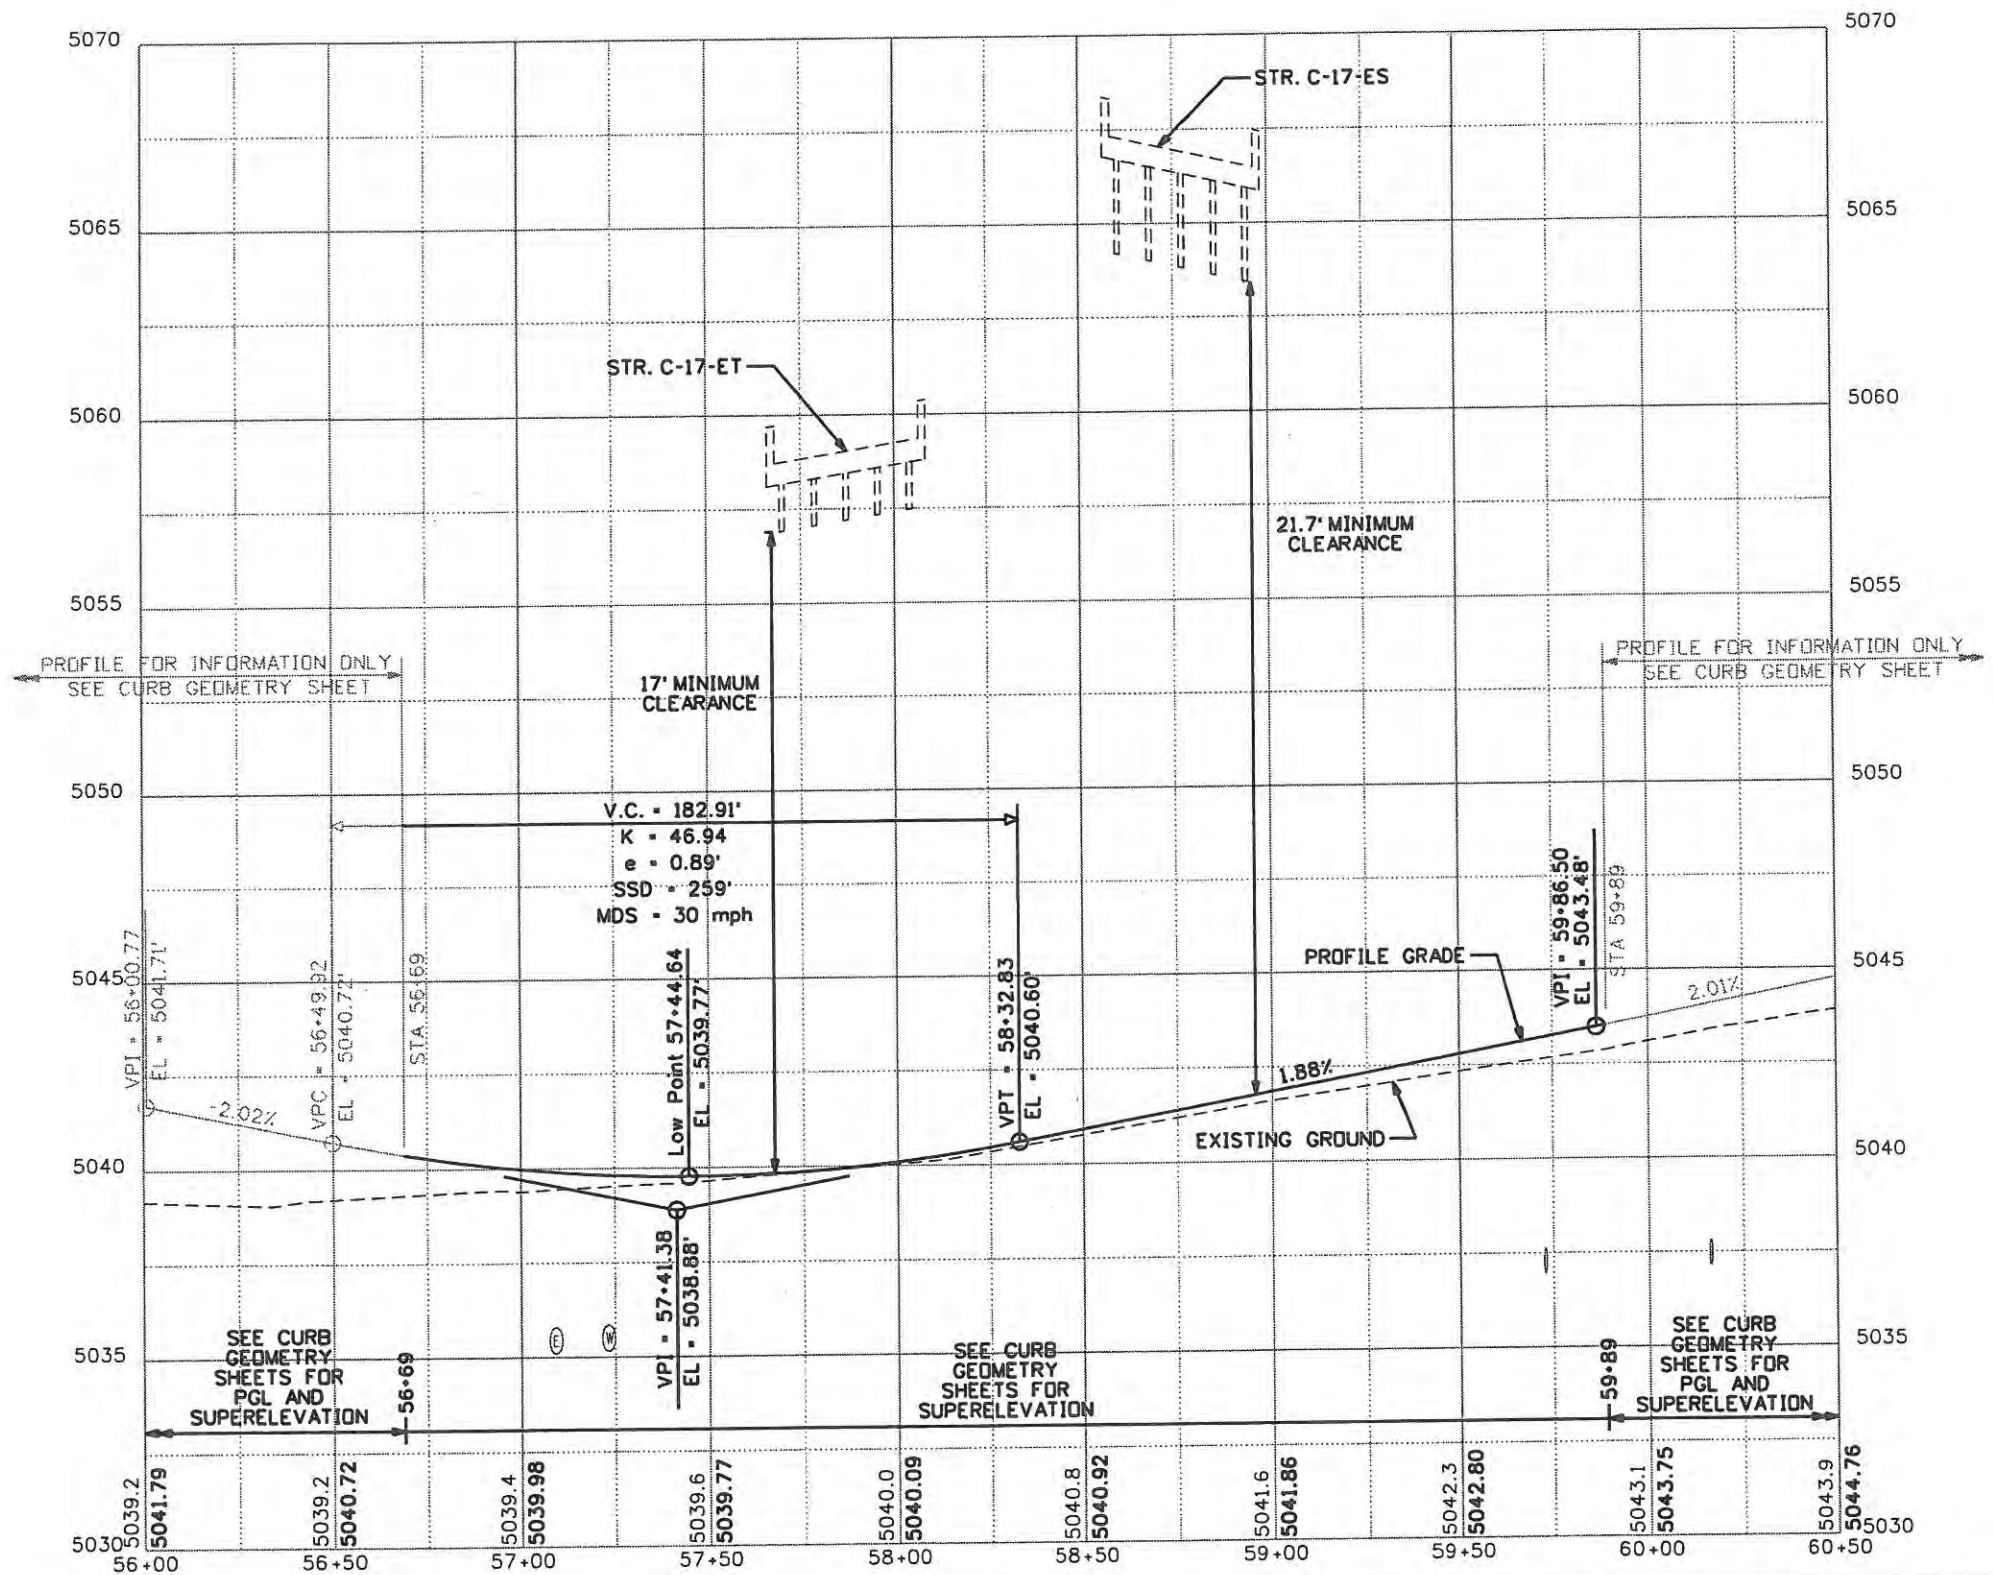 5070
5070
STR. C-17-ES
5065
5065
STR. C-17-ET
5060
5060
21.7' MINIMUM
CLEARANCE
5055
5055
PROFILE FOR INFORMATION ONLY
SEE CURB GEOMETRY SHEET
PROFILE FOR INFORMATION ONLY
SEE CURB GEOMETRY SHEET
17' MINIMUM
CLEARANCE
5050
5050
V.C. = 182.91'
K = 46.94
e = 0.89'
SSD = 259'
MDS = 30 mph
VPI = 56+00.77
EL = 5041.71'
VPC = 56+49.92
EL = 5040.72'
STA 56+69
Low Point 57+44.64
EL = 5039.77'
VPT = 58+32.83
EL = 5040.60'
VPI = 59+86.50
EL = 5043.48'
STA 59+89
PROFILE GRADE
5045
5045
2.01%
1.88%
-2.02%
EXISTING GROUND
5040
5040
VPI = 57+41.38
EL = 5038.88'
E
W
5035
5035
SEE CURB
GEOMETRY
SHEETS FOR
PGL AND
SUPERELEVATION
56+69
SEE CURB
GEOMETRY
SHEETS FOR
SUPERELEVATION
59+89
SEE CURB
GEOMETRY
SHEETS FOR
PGL AND
SUPERELEVATION
5039.2
5041.79
5039.2
5040.72
5039.4
5039.98
5039.6
5039.77
5040.0
5040.09
5040.8
5040.92
5041.6
5041.86
5042.3
5042.80
5043.1
5043.75
5043.9
5044.76
5030
5030
56+00
56+50
57+00
57+50
58+00
58+50
59+00
59+50
60+00
60+50